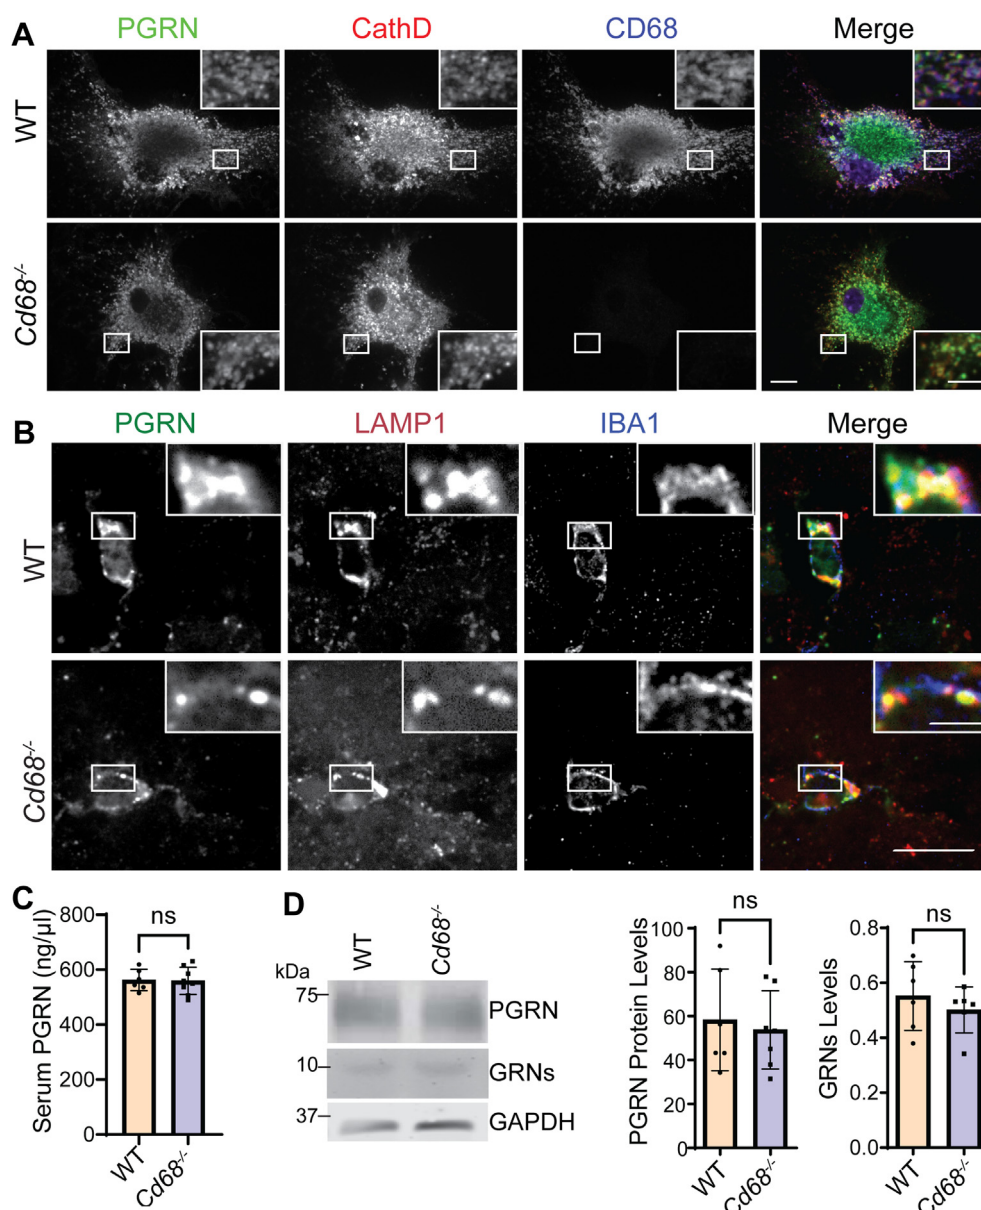 A
PGRN CathD CD68 Merge
WT
Cd68-/-
B
PGRN LAMP1 IBA1 Merge
WT
Cd68-/-
C
Serum PGRN (ng/µl)
800
600
400
200
0
ns
WT
Cd68-/-
D
WT
Cd68-/-
kDa
75
PGRN
10
GRNs
37
GAPDH
PGRN Protein Levels
100
80
60
40
20
0
ns
WT
Cd68-/-
GRNs Levels
0.8
0.6
0.4
0.2
0.0
ns
WT
Cd68-/-